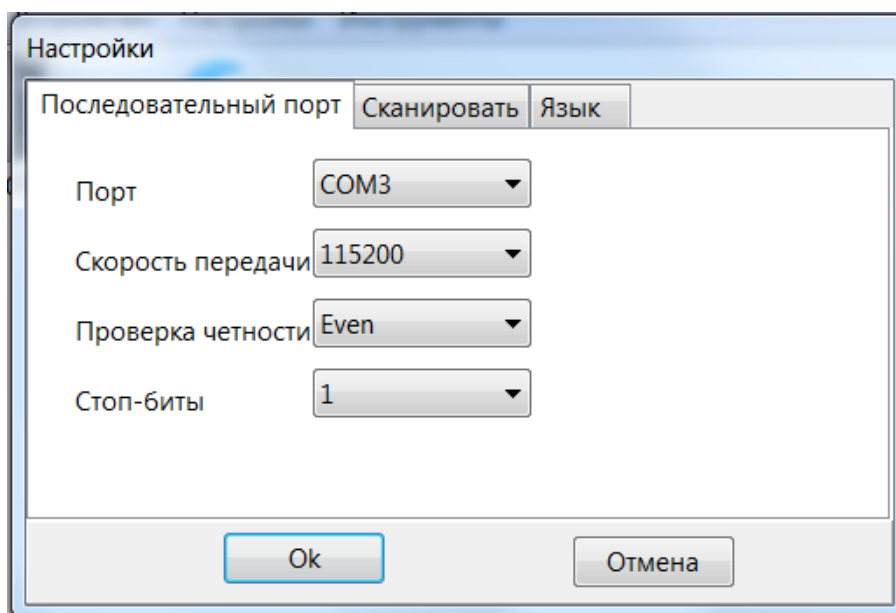 Настройки
Последовательный порт Сканировать Язык
Порт COM3
Скорость передачи 115200
Проверка четности Even
Стоп-биты 1
Ok Отмена